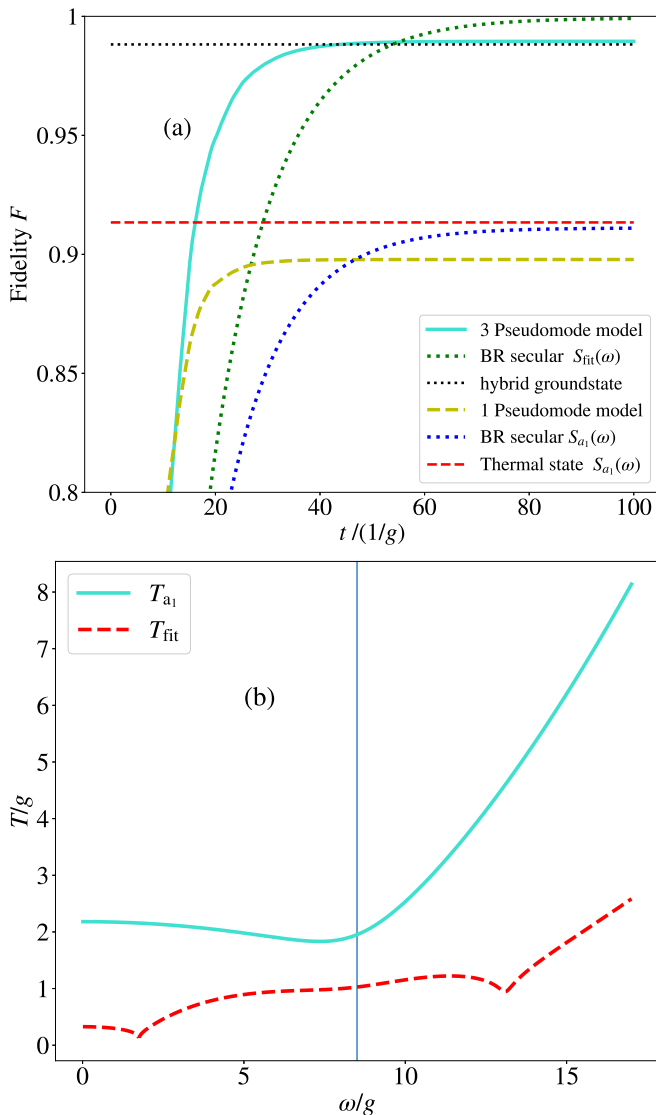 1
0.95
0.9
0.85
0.8
Fidelity F
(a)
3 Pseudomode model
BR secular S_fit(ω)
hybrid groundstate
1 Pseudomode model
BR secular S_a₁(ω)
Thermal state S_a₁(ω)
0 20 40 60 80 100
t /(1/g)
8
7
6
5
4
3
2
1
0
T/g
T_a₁
T_fit
(b)
0 5 10 15
ω/g